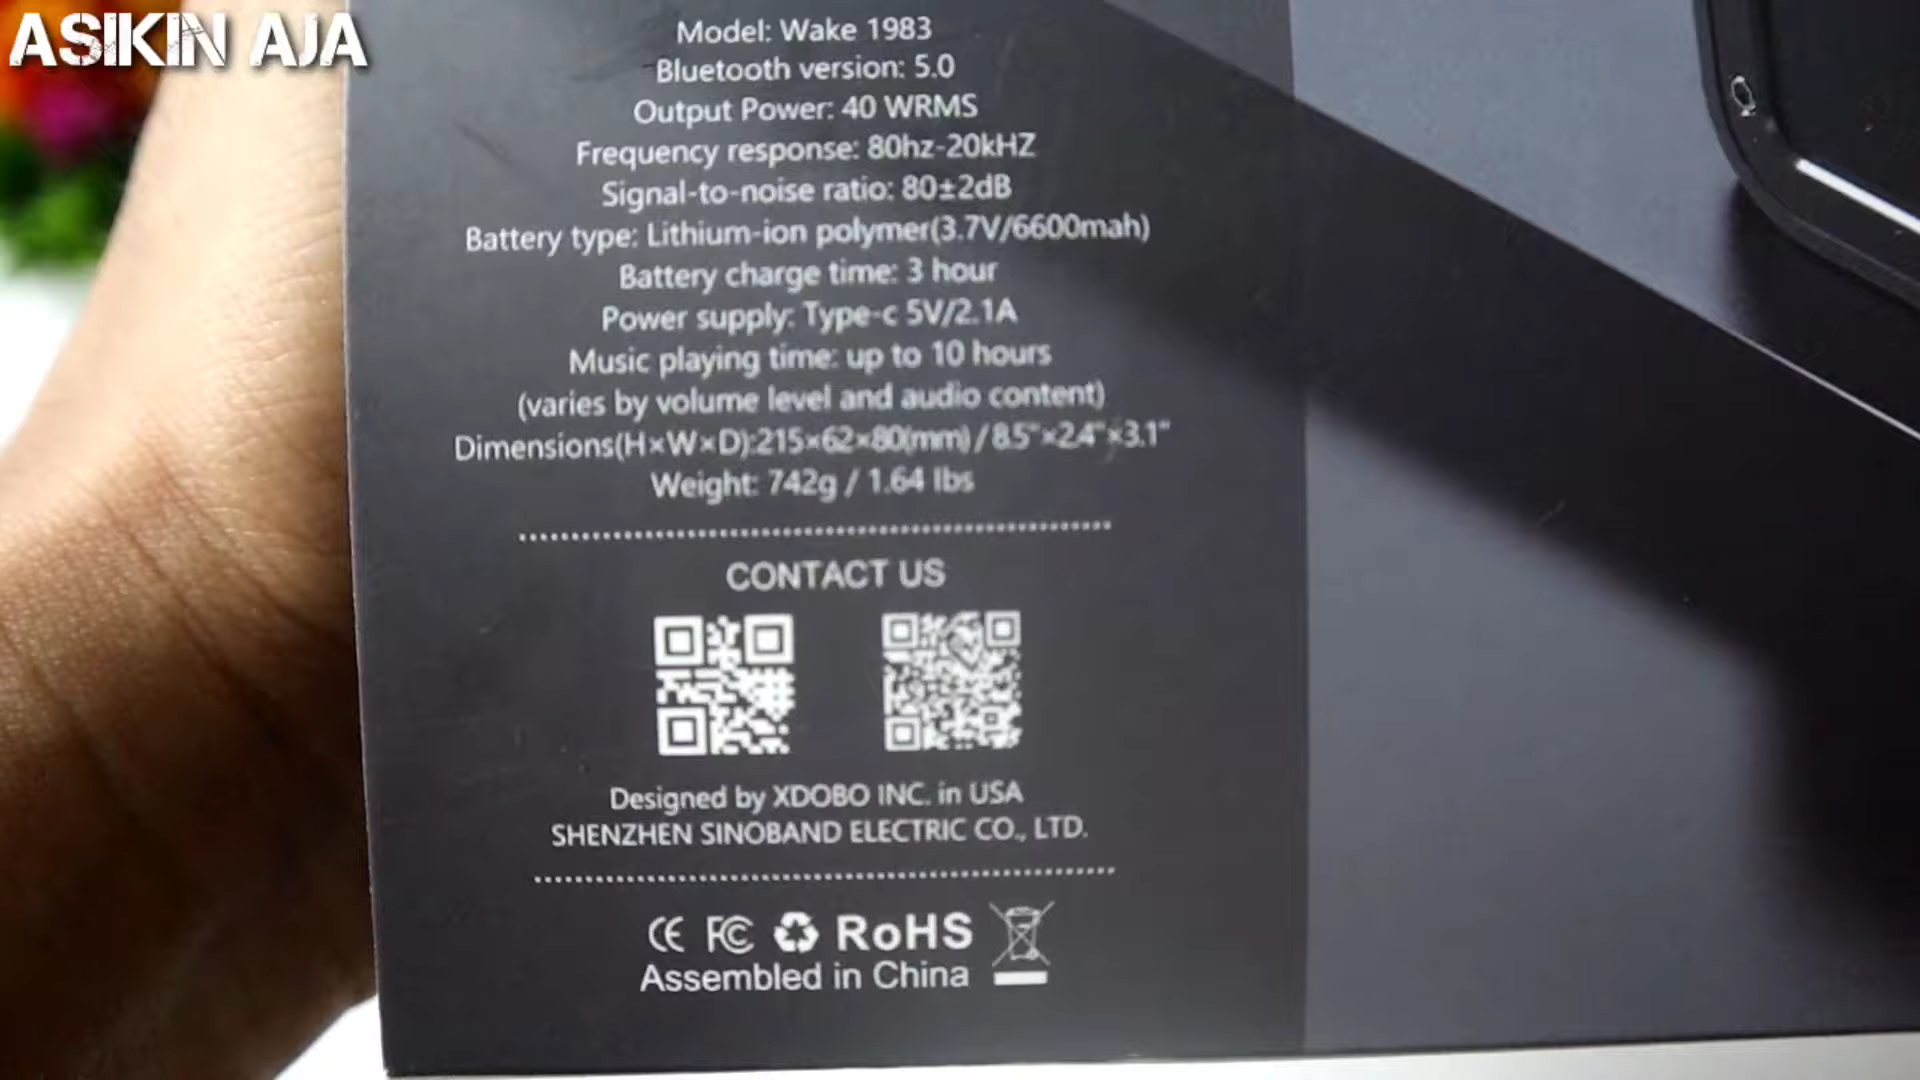 ASIKIN AJA
Model: Wake 1983
Bluetooth version: 5.0
Output Power: 40 WRMS
Frequency response: 80hz-20kHZ
Signal-to-noise ratio: 80±2dB
Battery type: Lithium-ion polymer(3.7V/6600mah)
Battery charge time: 3 hour
Power supply: Type-c 5V/2.1A
Music playing time: up to 10 hours
(varies by volume level and audio content)
Dimensions(H×W×D):215×62×80(mm)/8.5"×2.4"×3.1"
Weight: 742g / 1.64 lbs
CONTACT US
Designed by XDOBO INC. in USA
SHENZHEN SINOBAND ELECTRIC CO., LTD.
CE FC RoHS
Assembled in China